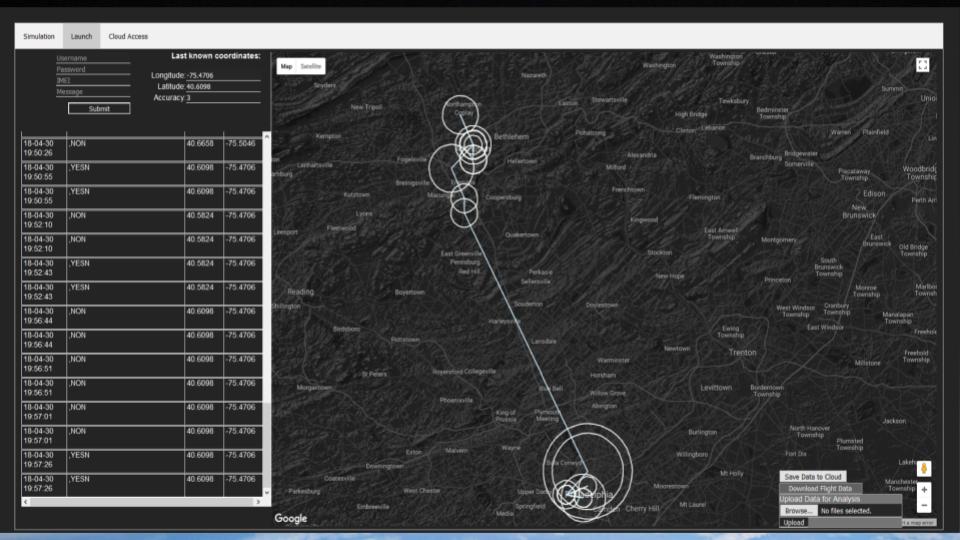 Simulation
Launch
Cloud Access
Username
Password
IMEI
Message
Submit
Last known coordinates:
Longitude: -75.4706
Latitude: 40.6098
Accuracy: 3
18-04-30 ,NON 40.6658 -75.5046
19:50:26
18-04-30 ,YESN 40.6098 -75.4706
19:50:55
18-04-30 ,YESN 40.6098 -75.4706
19:50:55
18-04-30 ,NON 40.5824 -75.4706
19:52:10
18-04-30 ,NON 40.5824 -75.4706
19:52:10
18-04-30 ,YESN 40.5824 -75.4706
19:52:43
18-04-30 ,YESN 40.5824 -75.4706
19:52:43
18-04-30 ,NON 40.6098 -75.4706
19:56:44
18-04-30 ,NON 40.6098 -75.4706
19:56:44
18-04-30 ,NON 40.6098 -75.4706
19:56:51
18-04-30 ,NON 40.6098 -75.4706
19:56:51
18-04-30 ,NON 40.6098 -75.4706
19:57:01
18-04-30 ,NON 40.6098 -75.4706
19:57:01
18-04-30 ,YESN 40.6098 -75.4706
19:57:26
18-04-30 ,YESN 40.6098 -75.4706
19:57:26
Map
Satellite
Washington
Washington
Township
Nazareth
Snyders
Summit
New Tripoli
Northampton
Coplay
Easton
Stewartsville
Tewksbury
High Bridge
Bedminster
Township
Kempton
Bethlehem
Pohatcong
Clinton
Lebanon
Warren
Plainfield
Lenhartsville
Fogelsville
Hellertown
Alexandria
Branchburg
Bridgewater
Somerville
Milford
Piscataway
Township
Woodbridge
Township
Breinigsville
Kutztown
Macungie
Coopersburg
Frenchtown
Flemington
Edison
Perth Am
Lyons
New
Brunswick
Leesport
Fleetwood
Kingwood
Quakertown
East Amwell
Township
Montgomery
East
Brunswick
Old Bridge
Township
East Greenville
Pennsburg
Red Hill
Stockton
South
Brunswick
Township
Perkasie
Sellersville
New Hope
Princeton
Reading
Boyertown
Monroe
Township
Marlbo
Township
Shillington
Souderton
Doylestown
West Windsor
Township
Cranbury
Township
Manalapan
Township
Harleysville
Birdsboro
Ewing
Township
East Windsor
Freehold
Pottstown
Lansdale
Newtown
Trenton
Freehold
Township
Warminster
Millstone
St Peters
Royersford
Collegeville
Horsham
Morgantown
Blue Bell
Willow Grove
Levittown
Bordentown
Township
Phoenixville
Abington
King of
Prussia
Plymouth
Meeting
Jackson
Burlington
North Hanover
Township
Wayne
Plumsted
Township
Exton
Malvern
Willingboro
Fort Dix
Downingtown
Bala Cynwyd
Coatesville
Mt Holly
Moorestown
Manchester
Township
Parkesburg
West Chester
Upper Darby
Philadelphia
Springfield
Camden
Cherry Hill
Mt Laurel
Embreeville
Media
Google
Save Data to Cloud
Download Flight Data
Upload Data for Analysis
Browse...
No files selected.
Upload
t a map error
+
−